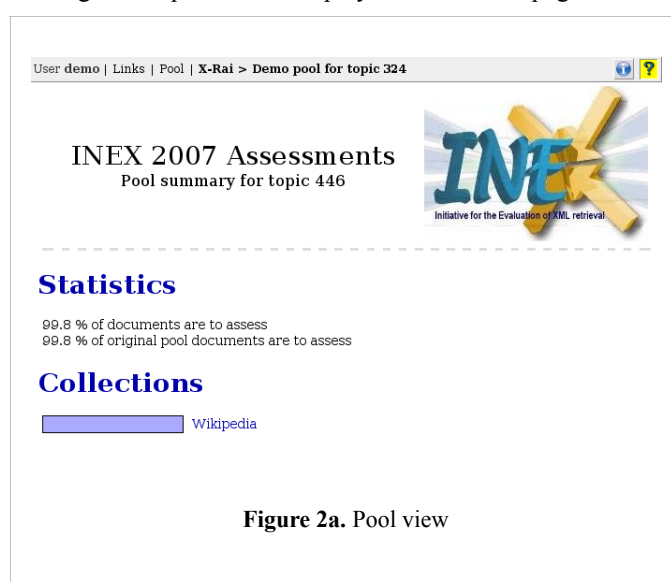 User demo | Links | Pool | X-Rai > Demo pool for topic 324
?
INEX 2007 Assessments
Pool summary for topic 446
INEX
Initiative for the Evaluation of XML retrieval
Statistics
99.8 % of documents are to assess
99.8 % of original pool documents are to assess
Collections
Wikipedia
Figure 2a. Pool view